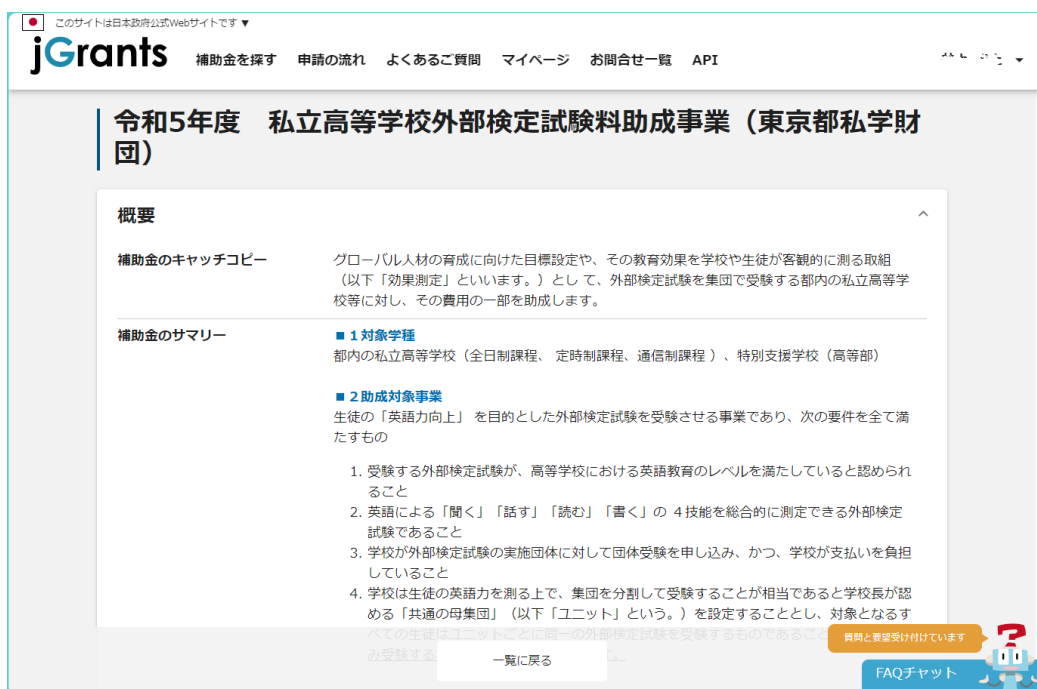 このサイトは日本政府公式Webサイトです ▼
jGrants 補助金を探す 申請の流れ よくあるご質問 マイページ お問合せ一覧 API
令和5年度　私立高等学校外部検定試験料助成事業（東京都私学財
団）
概要
補助金のキャッチコピー グローバル人材の育成に向けた目標設定や、その教育効果を学校や生徒が客観的に測る取組
（以下「効果測定」といいます。）とし て、外部検定試験を集団で受験する都内の私立高等学
校等に対し、その費用の一部を助成します。
補助金のサマリー ■ 1 対象学種
都内の私立高等学校（全日制課程、 定時制課程、通信制課程 ）、特別支援学校（高等部）
■ 2 助成対象事業
生徒の「英語力向上」 を目的とした外部検定試験を受験させる事業であり、次の要件を全て満
たすもの
1. 受験する外部検定試験が、高等学校における英語教育のレベルを満たしていると認められ
ること
2. 英語による「聞く」「話す」「読む」「書く」の ４技能を総合的に測定できる外部検定
試験であること
3. 学校が外部検定試験の実施団体に対して団体受験を申し込み、かつ、学校が支払いを負担
していること
4. 学校は生徒の英語力を測る上で、集団を分割して受験することが相当であると学校長が認
める「共通の母集団」（以下「ユニット」という。）を設定することとし、対象となるす
べての生徒はユニットごとに同一の外部検定試験を受験するものであること
み受験する
一覧に戻る
質問と要望受け付けています
FAQチャット